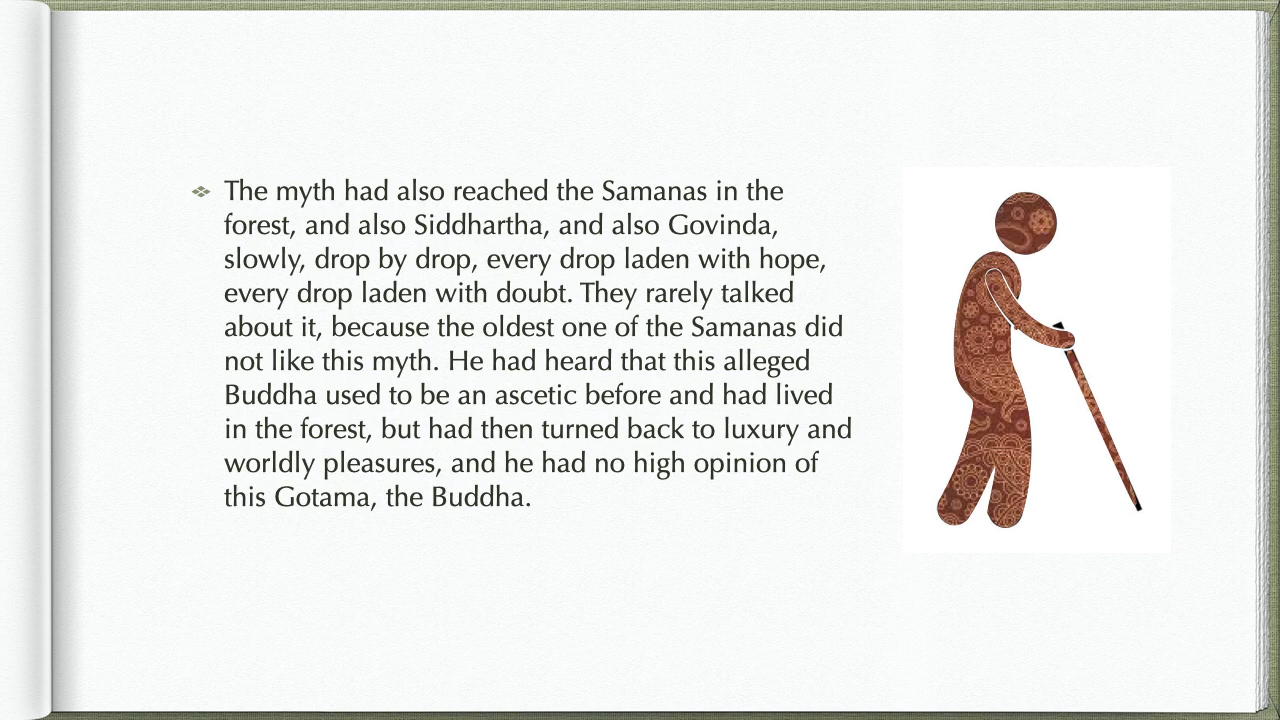 The myth had also reached the Samanas in the
forest, and also Siddhartha, and also Govinda,
slowly, drop by drop, every drop laden with hope,
every drop laden with doubt. They rarely talked
about it, because the oldest one of the Samanas did
not like this myth. He had heard that this alleged
Buddha used to be an ascetic before and had lived
in the forest, but had then turned back to luxury and
worldly pleasures, and he had no high opinion of
this Gotama, the Buddha.